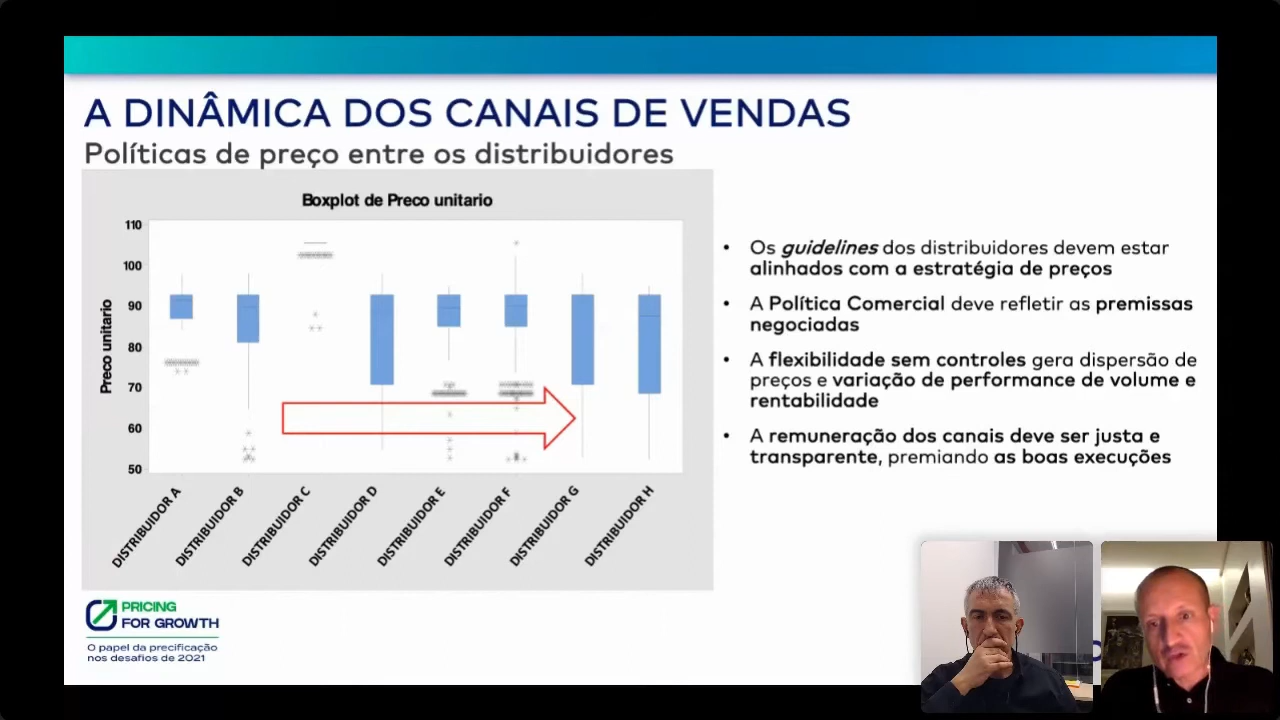 A DINÂMICA DOS CANAIS DE VENDAS
Políticas de preço entre os distribuidores
Boxplot de Preco unitario
Preco unitario
110
100
90
80
70
60
50
DISTRIBUIDOR A
DISTRIBUIDOR B
DISTRIBUIDOR C
DISTRIBUIDOR D
DISTRIBUIDOR E
DISTRIBUIDOR F
DISTRIBUIDOR G
DISTRIBUIDOR H
• Os guidelines dos distribuidores devem estar
alinhados com a estratégia de preços
• A Política Comercial deve refletir as premissas
negociadas
• A flexibilidade sem controles gera dispersão de
preços e variação de performance de volume e
rentabilidade
• A remuneração dos canais deve ser justa e
transparente, premiando as boas execuções
PRICING
FOR GROWTH
O papel da precificação
nos desafios de 2021